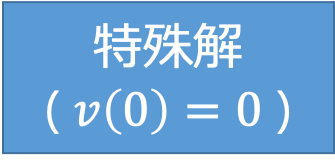 特殊解
( v(0) = 0 )